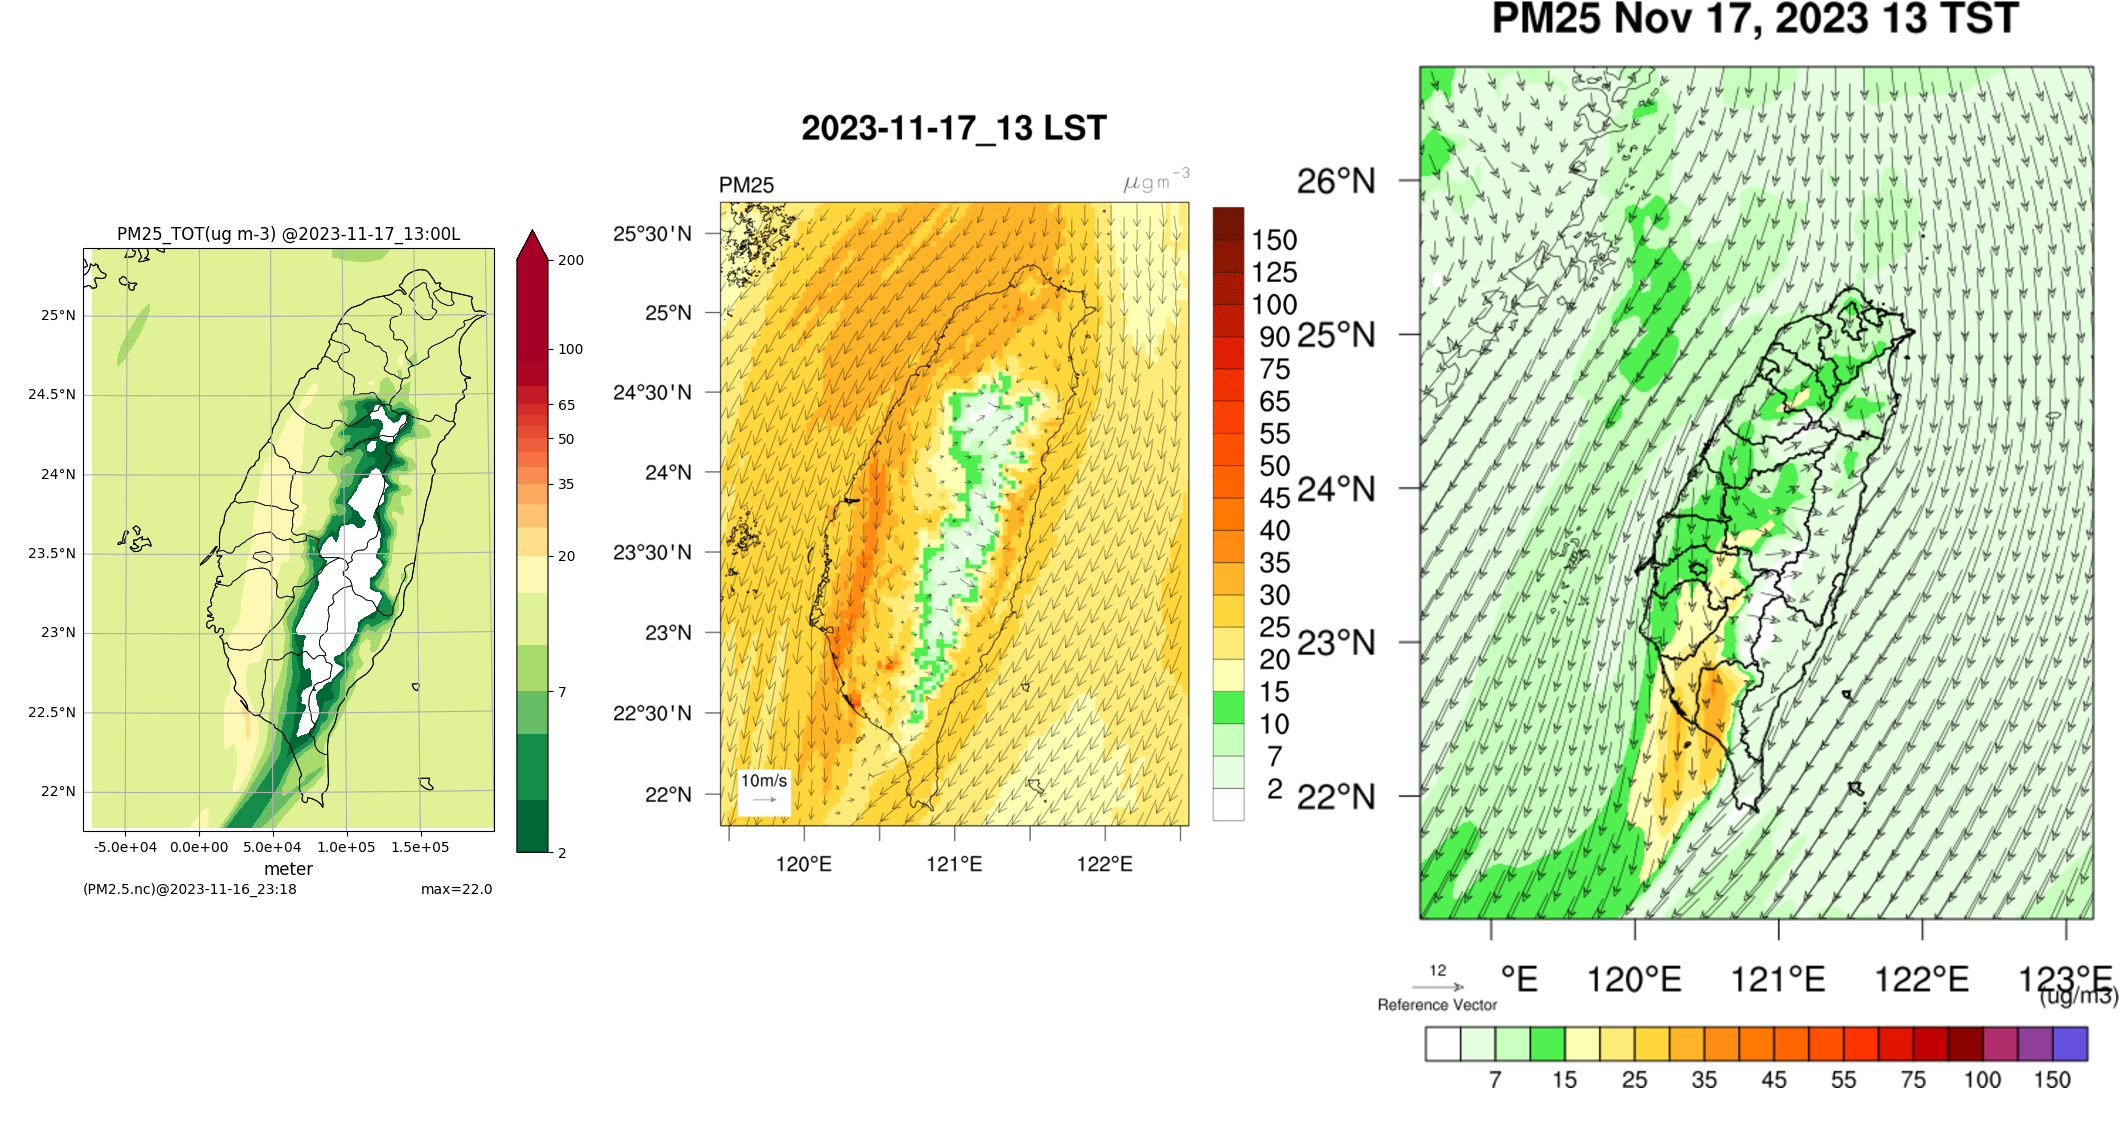 PM25_TOT(ug m-3) @2023-11-17_13:00L
25°N
24.5°N
24°N
23.5°N
23°N
22.5°N
22°N
-5.0e+04 0.0e+00 5.0e+04 1.0e+05 1.5e+05
meter
(PM2.5.nc)@2023-11-16_23:18 max=22.0
200
100
65
50
35
20
7
2
2023-11-17_13 LST
PM25 μgm⁻³
25°30'N
25°N
24°30'N
24°N
23°30'N
23°N
22°30'N
22°N
10m/s
120°E 121°E 122°E
150
125
100
90
75
65
55
50
45
40
35
30
25
20
15
10
7
2
PM25 Nov 17, 2023 13 TST
26°N
25°N
24°N
23°N
22°N
°E 120°E 121°E 122°E 123°E
12
Reference Vector
(ug/m3)
7 15 25 35 45 55 75 100 150